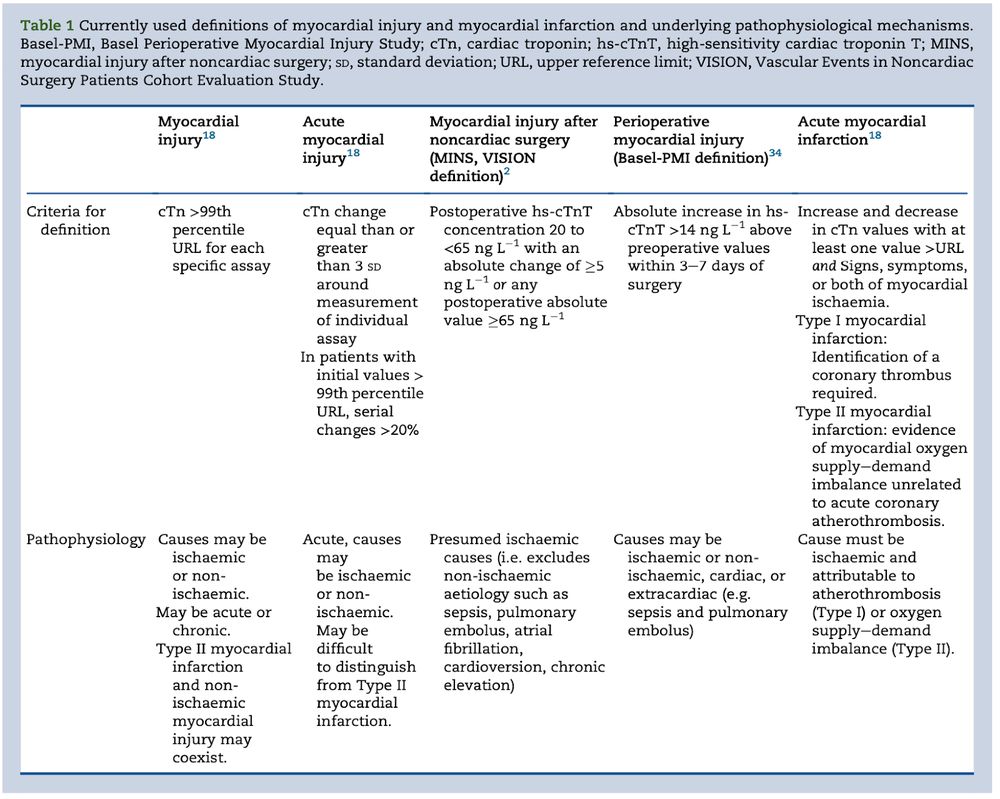 Table 1 Currently used definitions of myocardial injury and myocardial infarction and underlying pathophysiological mechanisms.
Basel-PMI, Basel Perioperative Myocardial Injury Study; cTn, cardiac troponin; hs-cTnT, high-sensitivity cardiac troponin T; MINS,
myocardial injury after noncardiac surgery; SD, standard deviation; URL, upper reference limit; VISION, Vascular Events in Noncardiac
Surgery Patients Cohort Evaluation Study.
Myocardial
injury18
Acute
myocardial
injury18
Myocardial injury after
noncardiac surgery
(MINS, VISION
definition)2
Perioperative
myocardial injury
(Basel-PMI definition)34
Acute myocardial
infarction18
Criteria for
definition
cTn >99th
percentile
URL for each
specific assay
cTn change
equal than or
greater
than 3 SD
around
measurement
of individual
assay
In patients with
initial values >
99th percentile
URL, serial
changes >20%
Postoperative hs-cTnT
concentration 20 to
<65 ng L−1 with an
absolute change of ≥5
ng L−1 or any
postoperative absolute
value ≥65 ng L−1
Absolute increase in hs-
cTnT >14 ng L−1 above
preoperative values
within 3–7 days of
surgery
Increase and decrease
in cTn values with at
least one value >URL
and Signs, symptoms,
or both of myocardial
ischaemia.
Type I myocardial
infarction:
Identification of a
coronary thrombus
required.
Type II myocardial
infarction: evidence
of myocardial oxygen
supply–demand
imbalance unrelated
to acute coronary
atherothrombosis.
Pathophysiology
Causes may be
ischaemic
or non-
ischaemic.
May be acute or
chronic.
Type II myocardial
infarction
and non-
ischaemic
myocardial
injury may
coexist.
Acute, causes
may
be ischaemic
or non-
ischaemic.
May be
difficult
to distinguish
from Type II
myocardial
infarction.
Presumed ischaemic
causes (i.e. excludes
non-ischaemic
aetiology such as
sepsis, pulmonary
embolus, atrial
fibrillation,
cardioversion, chronic
elevation)
Causes may be
ischaemic or non-
ischaemic, cardiac, or
extracardiac (e.g.
sepsis and pulmonary
embolus)
Cause must be
ischaemic and
attributable to
atherothrombosis
(Type I) or oxygen
supply–demand
imbalance (Type II).